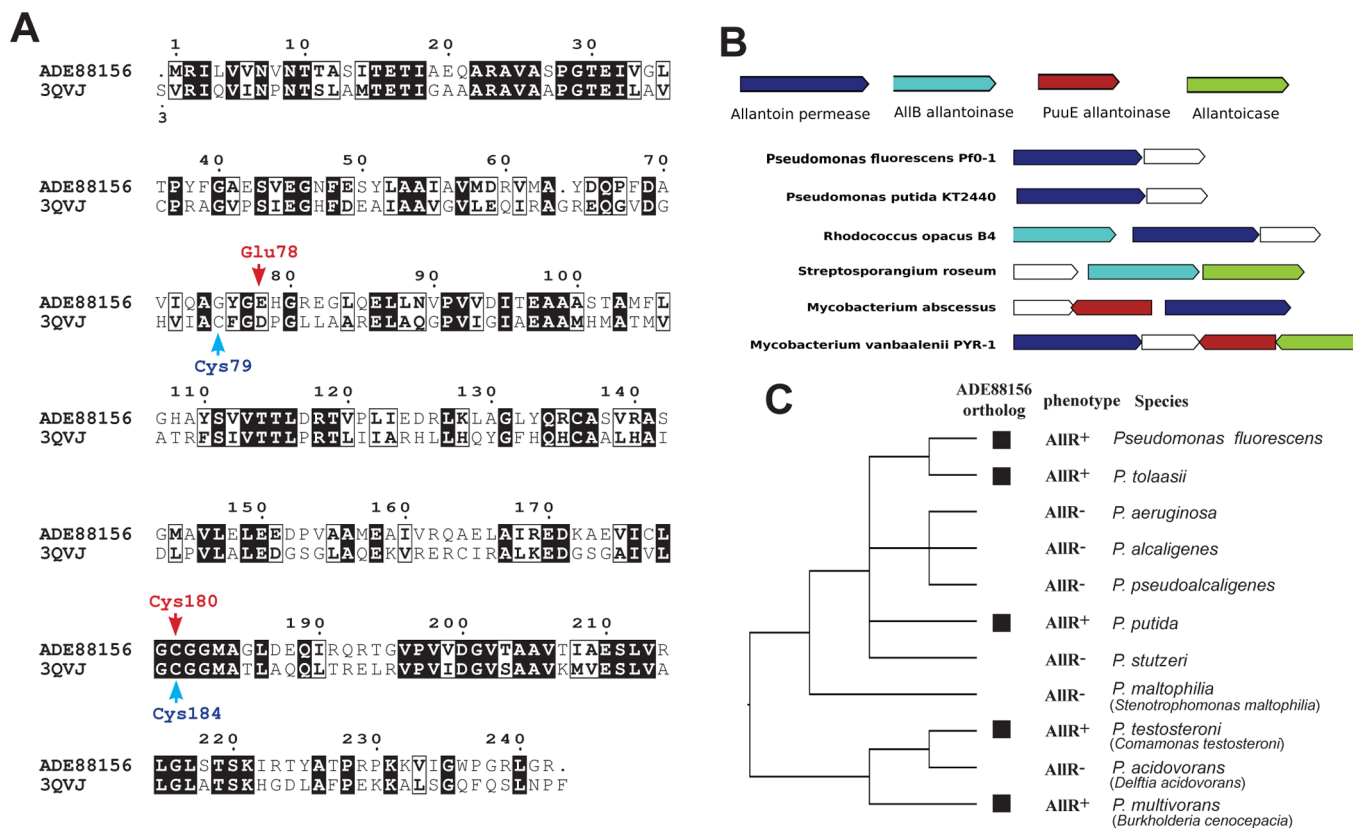 A
1 10 20 30
ADE88156 .MRILVVNVNTTASITETIAEQARAVASPGTEIVGL
3QVJ SVRIQVINPNTSLAMTETIGAAARAVAAPGTEILAV
3
40 50 60 70
ADE88156 TPYFGAESVEGNFESYLAAIAVMDRVMA.YDQPFDA
3QVJ CPRAGVPSIEGHFDEAIAAVGVLEQIRAGREQGVDG
Glu78
80 90 100
ADE88156 VIQAGYGEHGREGLQELLNVPVVDITEAAASTAMFL
3QVJ HVIACFGDPGLLAARELAQGPVIGIAEAAMHMATMV
Cys79
110 120 130 140
ADE88156 GHAYSVVTTLDRTVPLIEDRLKLAGLYQRCASVRAS
3QVJ ATRFSIVTTLPRTLIIARHLLHQYGFHQHCAALHAI
150 160 170
ADE88156 GMAVLELEEDPVAAMEAIVRQAELAIREDKAEVICL
3QVJ DLPVLALEDGSGLAQEKVRERCIRALKEDGSGAIVL
Cys180
190 200 210
ADE88156 GCGGMAGLDEQIRQRTGVPVVDGVTAAVTIAESLVR
3QVJ GCGGMATLAQQLTRELRVPVIDGVSAAVKMVESLVA
Cys184
220 230 240
ADE88156 LGLSTSKIRTYATPRPKKVIGWPGRLGR.
3QVJ LGLATSKHGDLAFPEKKALSGQFQSLNPF
B
Allantoin permease AllB allantoinase PuuE allantoinase Allantoicase
Pseudomonas fluorescens Pf0-1
Pseudomonas putida KT2440
Rhodococcus opacus B4
Streptosporangium roseum
Mycobacterium abscessus
Mycobacterium vanbaalenii PYR-1
C
ADE88156
ortholog phenotype Species
AllR+ Pseudomonas fluorescens
AllR+ P. tolaasii
AllR- P. aeruginosa
AllR- P. alcaligenes
AllR- P. pseudoalcaligenes
AllR+ P. putida
AllR- P. stutzeri
AllR- P. maltophilia
(Stenotrophomonas maltophilia)
AllR+ P. testosteroni
(Comamonas testosteroni)
AllR- P. acidovorans
(Delftia acidovorans)
AllR+ P. multivorans
(Burkholderia cenocepacia)